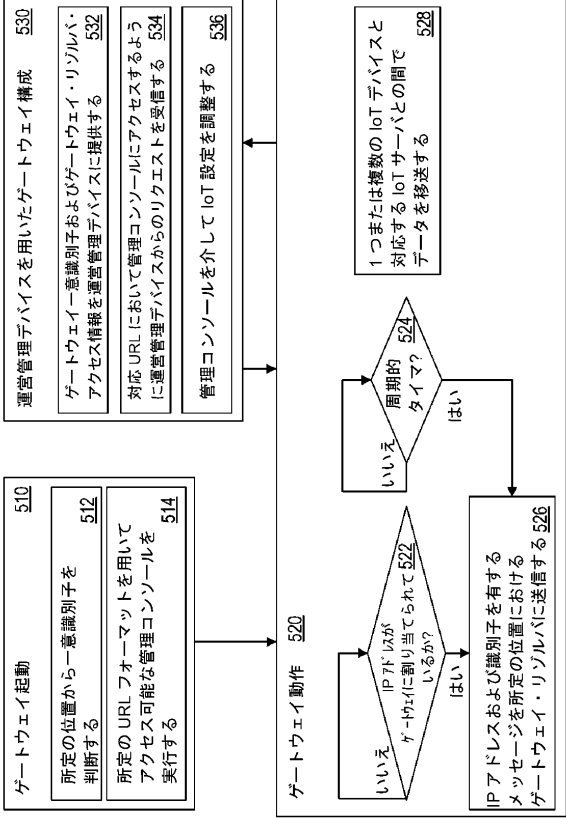 ゲートウェイ起動 510
所定の位置から一意識別子を
判断する 512
所定の URL フォーマットを用いて
アクセス可能な管理コンソールを
実行する 514
運営管理デバイスを用いたゲートウェイ構成 530
ゲートウェイ一意識別子およびゲートウェイ・リゾルバ・
アクセス情報を運営管理デバイスに提供する 532
対応 URL において管理コンソールにアクセスするよう
に運営管理デバイスからのリクエストを受信する 534
管理コンソールを介して IoT 設定を調整する 536
ゲートウェイ動作 520
IPアドレスが
ゲートウェイに割り当てられて 522
いるか?
いいえ
はい
周期的
タイマ? 524
いいえ
はい
IPアドレスおよび識別子を有する
メッセージを所定の位置における
ゲートウェイ・リゾルバに送信する 526
1つまたは複数の IoT デバイスと
対応する IoT サーバとの間で
データを移送する 528